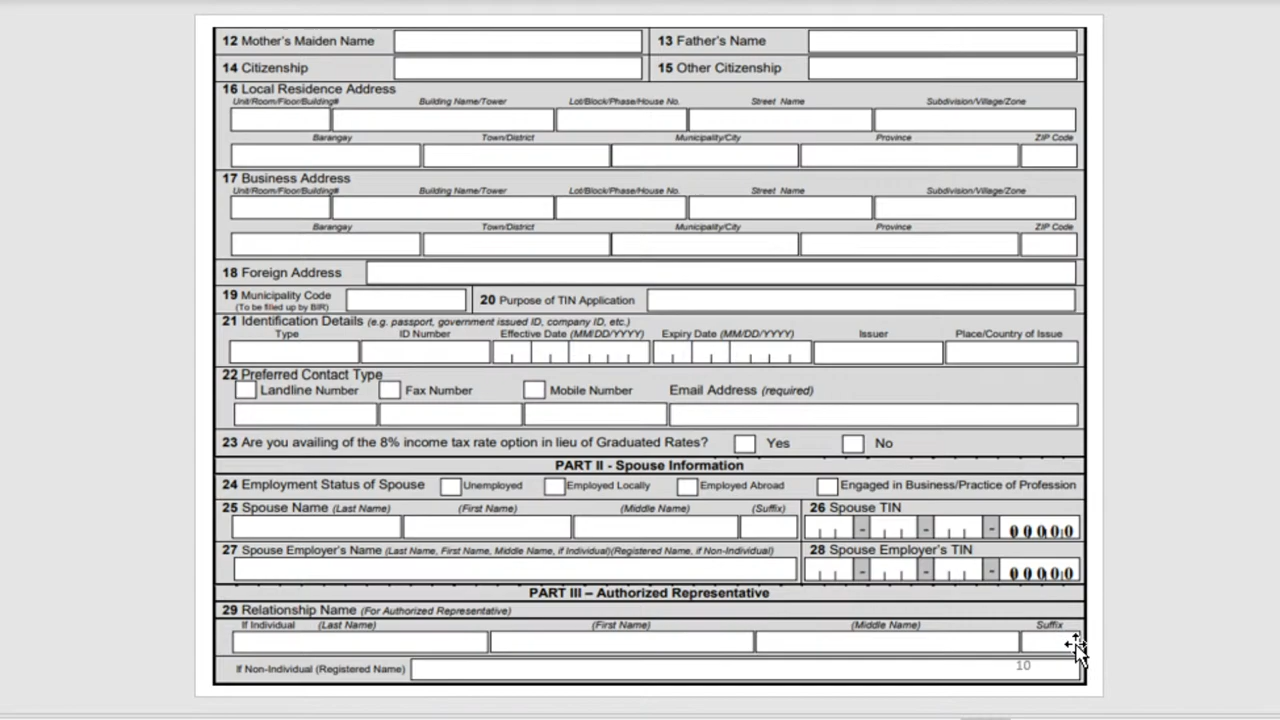 12 Mother's Maiden Name 13 Father's Name
14 Citizenship 15 Other Citizenship
16 Local Residence Address
Unit/Room/Floor/Building# Building Name/Tower Lot/Block/Phase/House No. Street Name Subdivision/Village/Zone
Barangay Town/District Municipality/City Province ZIP Code
17 Business Address
Unit/Room/Floor/Building# Building Name/Tower Lot/Block/Phase/House No. Street Name Subdivision/Village/Zone
Barangay Town/District Municipality/City Province ZIP Code
18 Foreign Address
19 Municipality Code 20 Purpose of TIN Application
(To be filled up by BIR)
21 Identification Details (e.g. passport, government issued ID, company ID, etc.)
Type ID Number Effective Date (MM/DD/YYYY) Expiry Date (MM/DD/YYYY) Issuer Place/Country of Issue
22 Preferred Contact Type
Landline Number Fax Number Mobile Number Email Address (required)
23 Are you availing of the 8% income tax rate option in lieu of Graduated Rates? Yes No
PART II - Spouse Information
24 Employment Status of Spouse Unemployed Employed Locally Employed Abroad Engaged in Business/Practice of Profession
25 Spouse Name (Last Name) (First Name) (Middle Name) (Suffix) 26 Spouse TIN
- - - 0 0 0 0 0
27 Spouse Employer's Name (Last Name, First Name, Middle Name, if Individual)(Registered Name, if Non-Individual) 28 Spouse Employer's TIN
- - - 0 0 0 0 0
PART III – Authorized Representative
29 Relationship Name (For Authorized Representative)
If Individual (Last Name) (First Name) (Middle Name) Suffix
If Non-Individual (Registered Name) 10